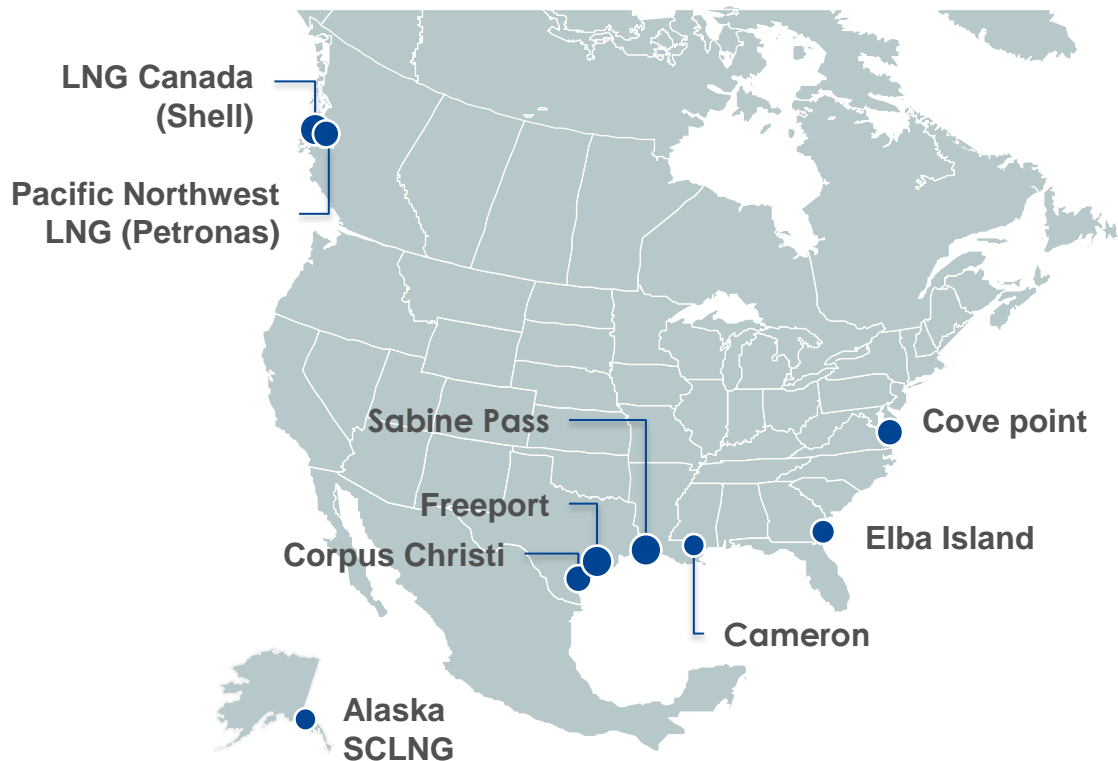 LNG Canada
(Shell)
Pacific Northwest
LNG (Petronas)
Sabine Pass
Cove point
Freeport
Elba Island
Corpus Christi
Cameron
Alaska
SCLNG